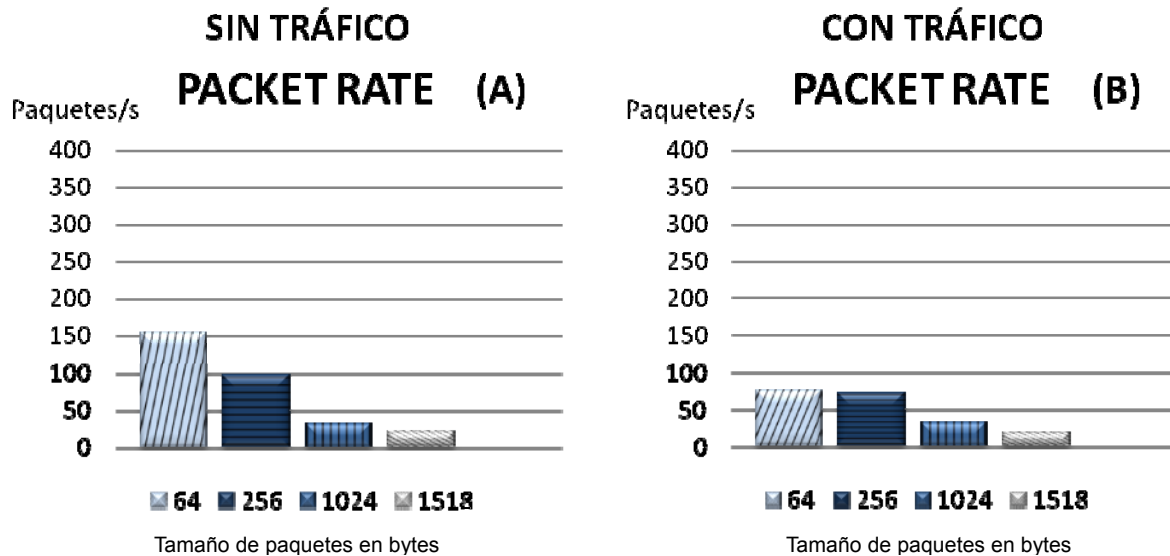 SIN TRÁFICO
PACKET RATE (A)
Paquetes/s
400
350
300
250
200
150
100
50
0
64 256 1024 1518
Tamaño de paquetes en bytes
CON TRÁFICO
PACKET RATE (B)
Paquetes/s
400
350
300
250
200
150
100
50
0
64 256 1024 1518
Tamaño de paquetes en bytes